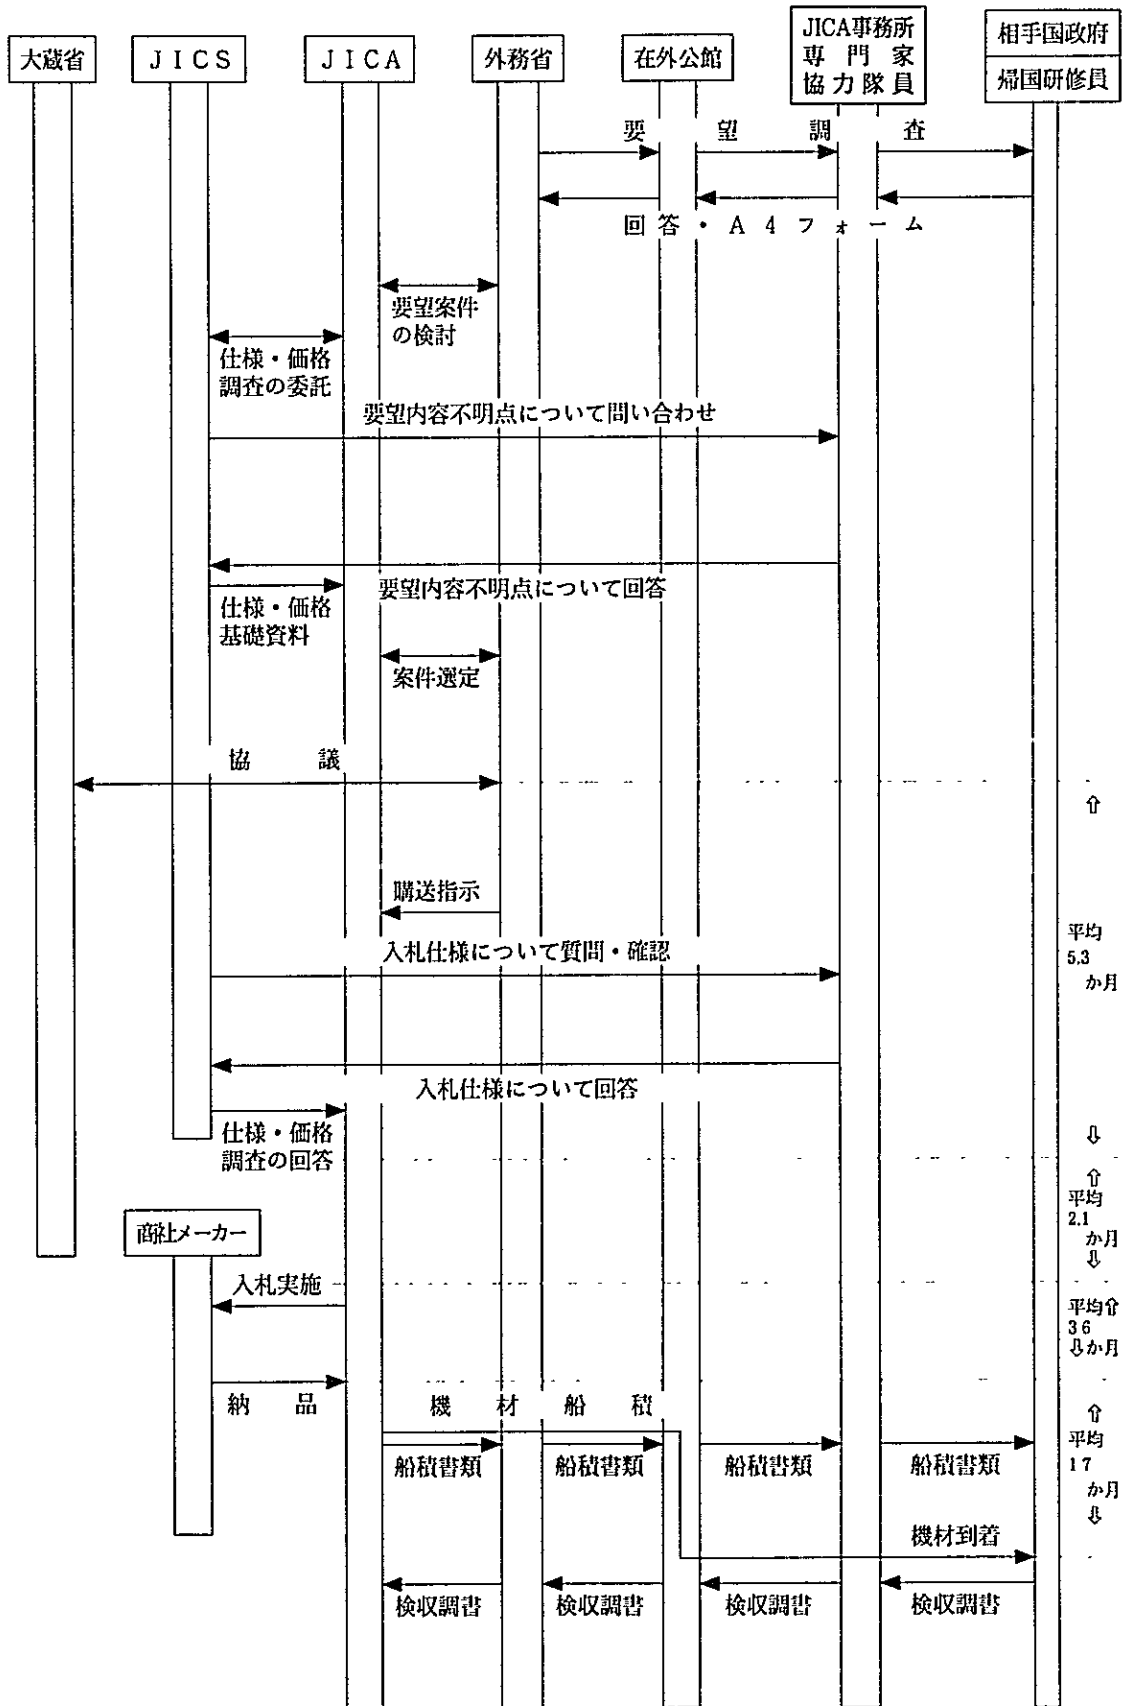 大蔵省
JICS
JICA
外務省
在外公館
JICA事務所
専門家
協力隊員
相手国政府
帰国研修員
要望調査
回答・A4フォーム
要望案件
の検討
仕様・価格
調査の委託
要望内容不明点について問い合わせ
要望内容不明点について回答
仕様・価格
基礎資料
案件選定
協議
⇧
購送指示
平均
5.3
か月
入札仕様について質問・確認
入札仕様について回答
仕様・価格
調査の回答
⇩
⇧
平均
2.1
か月
⇩
商社メーカー
入札実施
平均⇧
3 6
⇩か月
納品
機材船積
⇧
平均
1 7
か月
⇩
船積書類
船積書類
船積書類
船積書類
機材到着
検収調書
検収調書
検収調書
検収調書